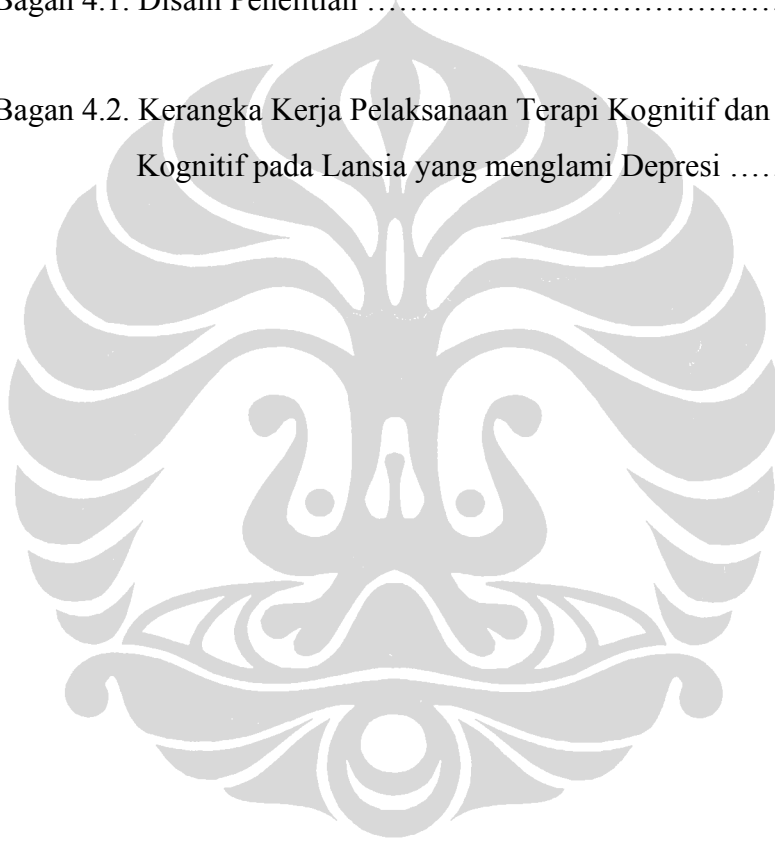 Bagan 4.1. Disain Penelitian ……………………………………
Bagan 4.2. Kerangka Kerja Pelaksanaan Terapi Kognitif dan
Kognitif pada Lansia yang menglami Depresi ……